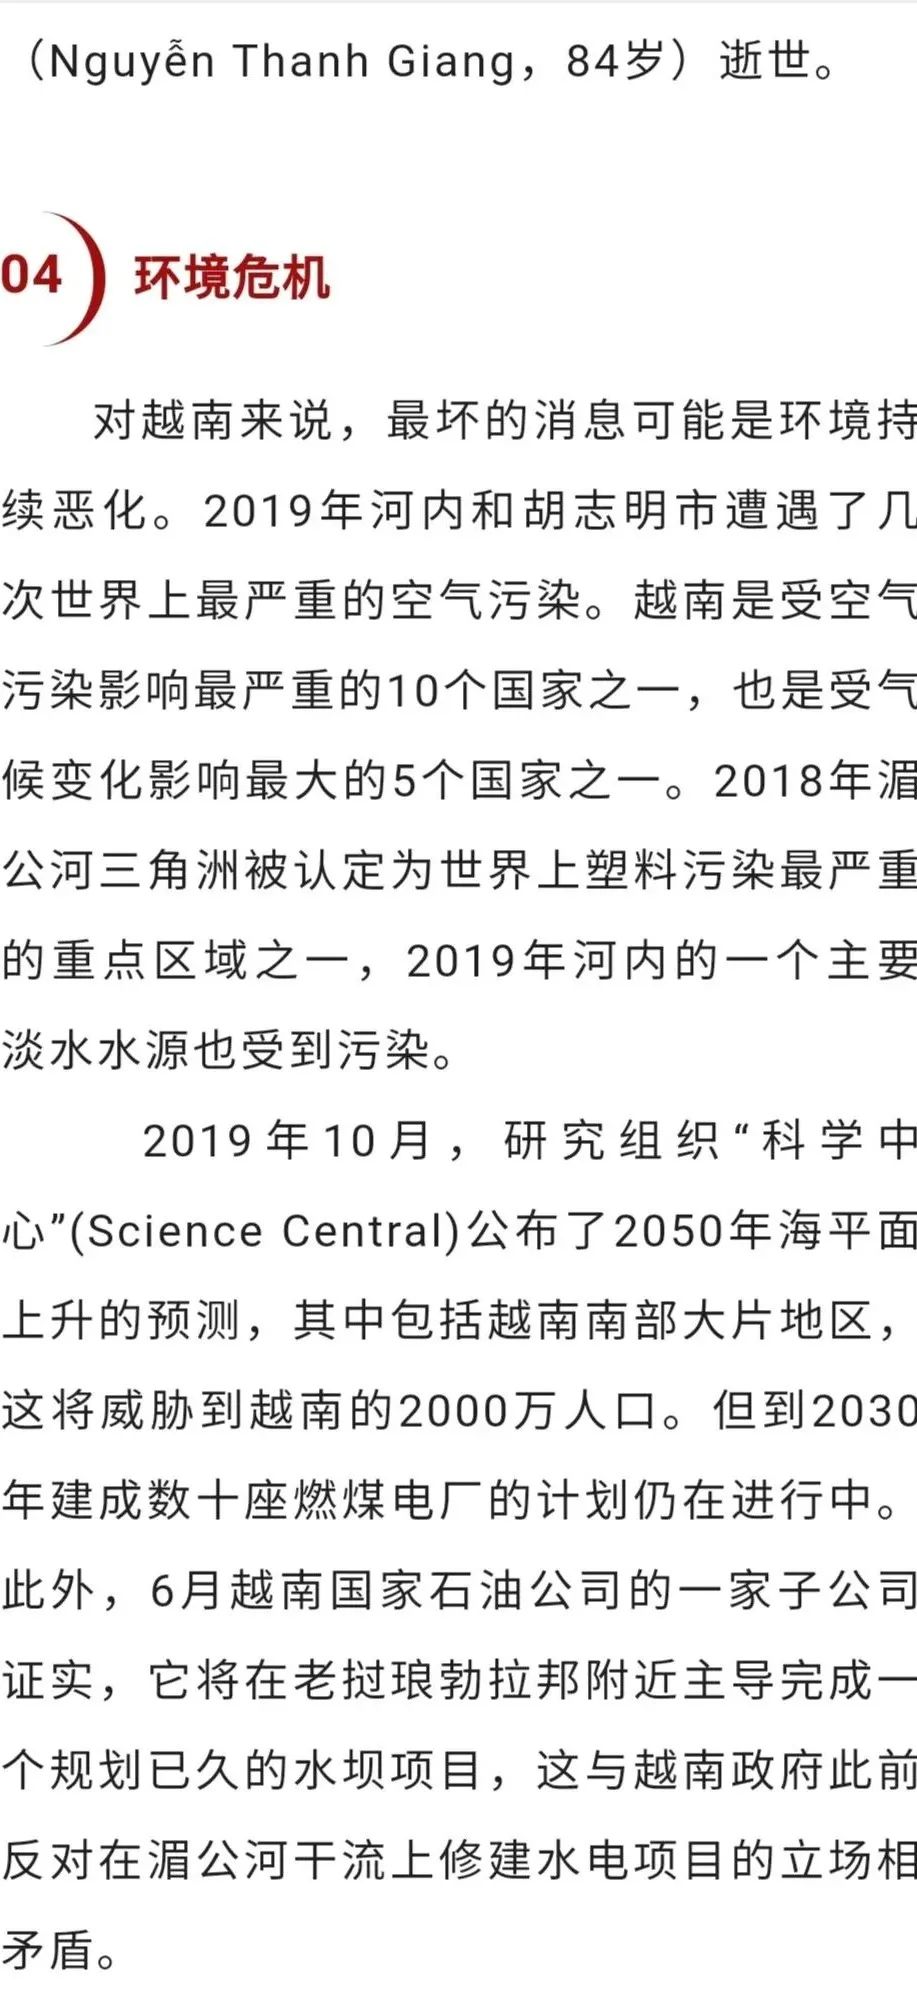 （Nguyễn Thanh Giang，84岁）逝世。
04 环境危机
对越南来说，最坏的消息可能是环境持
续恶化。2019年河内和胡志明市遭遇了几
次世界上最严重的空气污染。越南是受空气
污染影响最严重的10个国家之一，也是受气
候变化影响最大的5个国家之一。2018年湄
公河三角洲被认定为世界上塑料污染最严重
的重点区域之一，2019年河内的一个主要
淡水水源也受到污染。
2019年10月，研究组织“科学中
心”(Science Central)公布了2050年海平面
上升的预测，其中包括越南南部大片地区，
这将威胁到越南的2000万人口。但到2030
年建成数十座燃煤电厂的计划仍在进行中。
此外，6月越南国家石油公司的一家子公司
证实，它将在老挝琅勃拉邦附近主导完成一
个规划已久的水坝项目，这与越南政府此前
反对在湄公河干流上修建水电项目的立场相
矛盾。